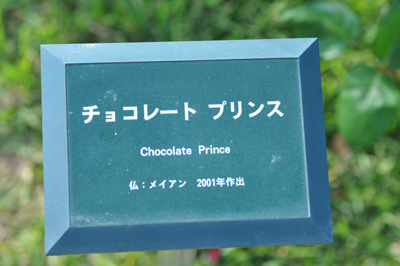 チョコレート プリンス
Chocolate Prince
仏：メイアン　2001年作出